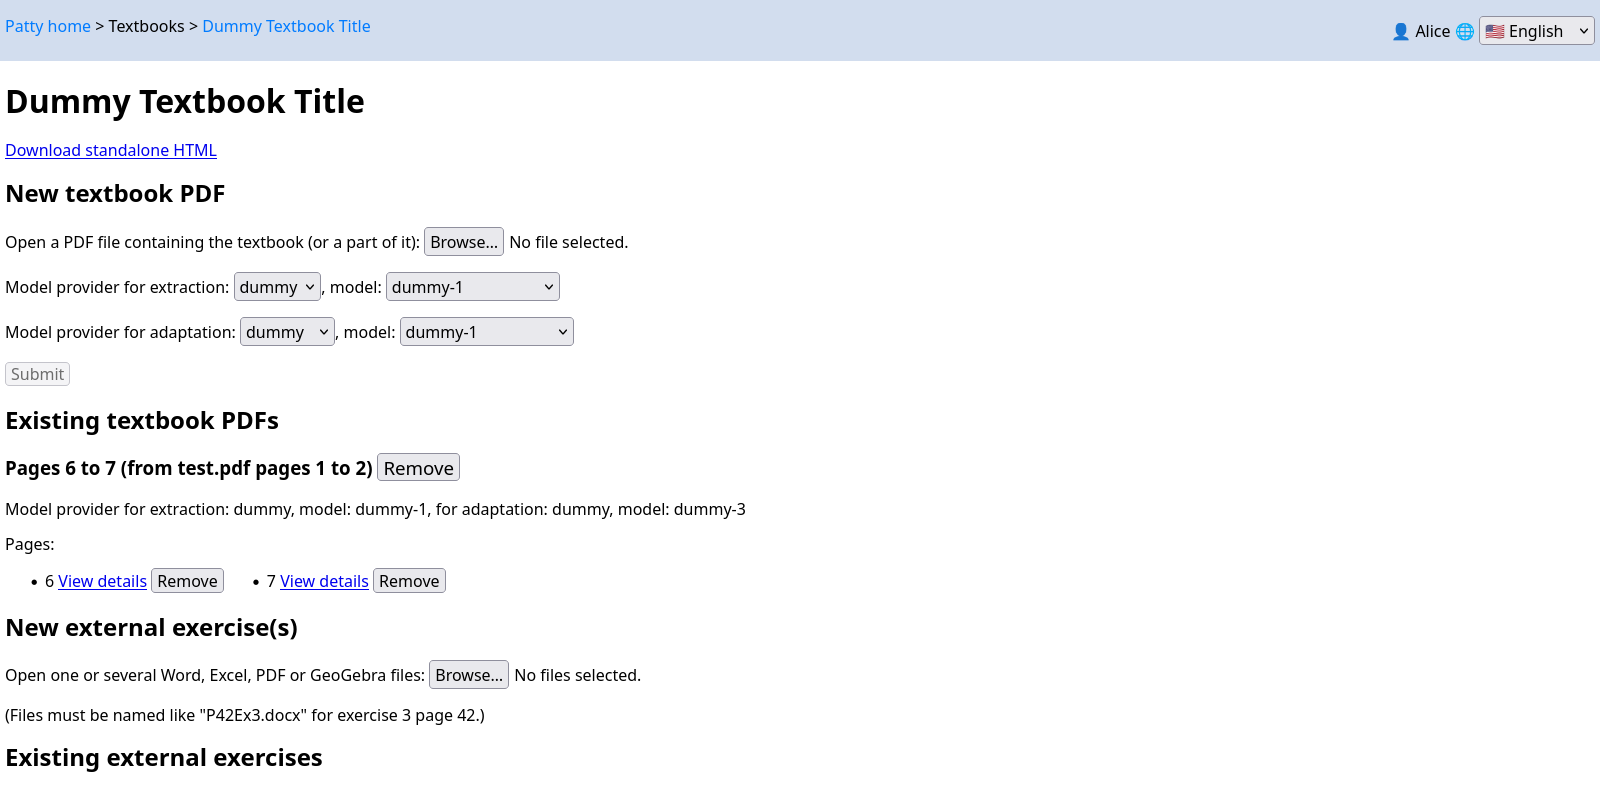 Patty home > Textbooks > Dummy Textbook Title
👤 Alice 🌐 🇺🇸 English
Dummy Textbook Title
Download standalone HTML
New textbook PDF
Open a PDF file containing the textbook (or a part of it): Browse... No file selected.
Model provider for extraction: dummy, model: dummy-1
Model provider for adaptation: dummy, model: dummy-1
Submit
Existing textbook PDFs
Pages 6 to 7 (from test.pdf pages 1 to 2) Remove
Model provider for extraction: dummy, model: dummy-1, for adaptation: dummy, model: dummy-3
Pages:
• 6 View details Remove • 7 View details Remove
New external exercise(s)
Open one or several Word, Excel, PDF or GeoGebra files: Browse... No files selected.
(Files must be named like "P42Ex3.docx" for exercise 3 page 42.)
Existing external exercises